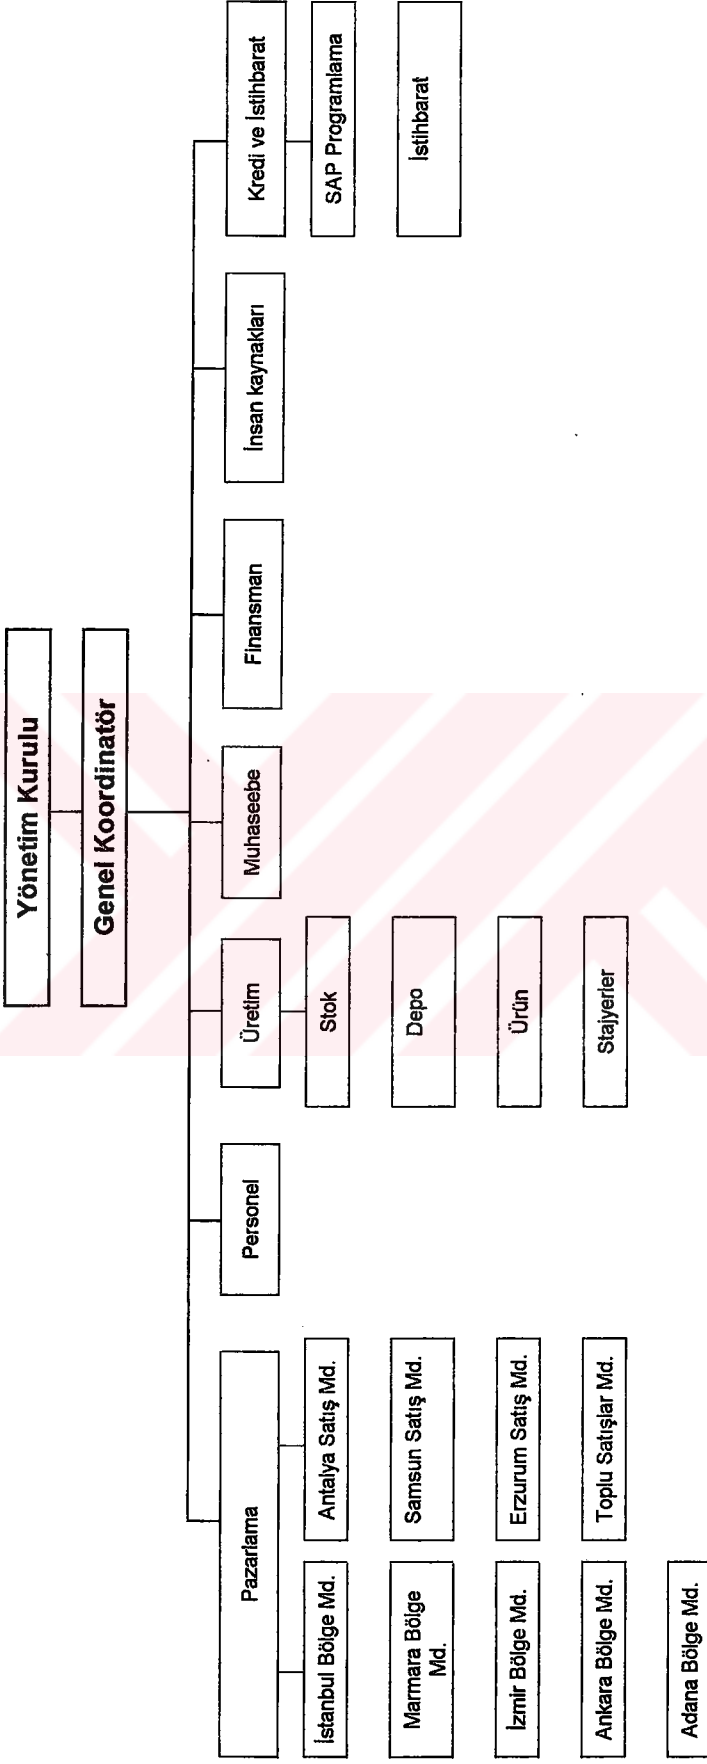 Yönetim Kurulu
Genel Koordinatör
Pazarlama
Personel
Üretim
Muhaseebe
Finansman
İnsan kaynakları
Kredi ve İstihbarat
İstanbul Bölge Md.
Antalya Satış Md.
Stok
SAP Programlama
Marmara Bölge
Md.
Samsun Satış Md.
Depo
İstihbarat
İzmir Bölge Md.
Erzurum Satış Md.
Ürün
Ankara Bölge Md.
Toplu Satışlar Md.
Stajyerler
Adana Bölge Md.